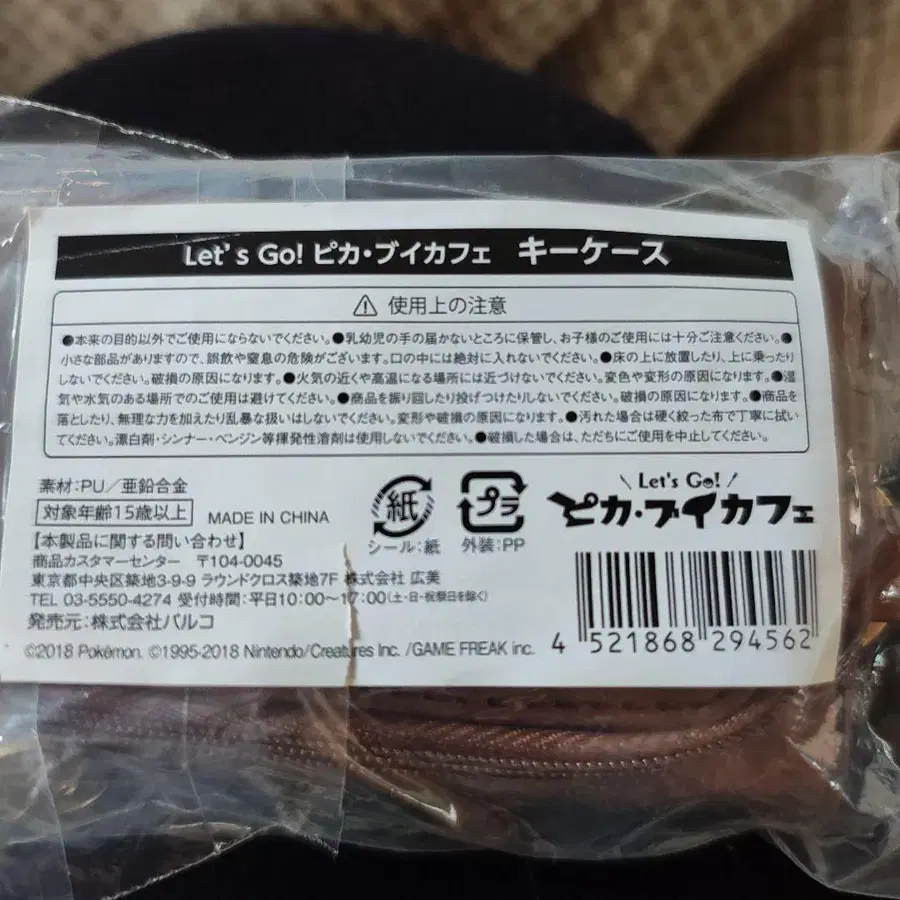 Let's Go! ピカ・ブイカフェ キーケース
⚠ 使用上の注意
●本来の目的以外でご使用にならないでください。●乳幼児の手の届かないところに保管し、お子様のご使用には十分ご注意ください。●
小さな部品がありますので、誤飲や窒息の危険がございます。口の中には絶対に入れないでください。●床の上に放置したり、上に乗ったり
しないでください。破損の原因になります。●火気の近くや高温になる場所には近づけないでください。変色や変形の原因になります。●湿
気や水気のある場所でのご使用は避けてください。●商品を振り回したり投げつけたりしないでください。破損の原因になります。●商品を
落としたり、無理な力を加えたり乱暴な扱いはしないでください。変形や破損の原因になります。●汚れた場合は硬く絞った布で丁寧に拭い
てください。漂白剤・シンナー・ベンジン等揮発性溶剤は使用しないでください。●破損した場合は、ただちにご使用を中止してください。
素材:PU/亜鉛合金
対象年齢15歳以上 MADE IN CHINA
紙
シール:紙
プラ
外装:PP
Let's Go!
ピカ・ブイカフェ
【本製品に関する問い合わせ】
商品カスタマーセンター 〒104-0045
東京都中央区築地3-9-9 ラウンドクロス築地7F 株式会社 広美
TEL 03-5550-4274 受付時間:平日10:00〜17:00(土・日・祝祭日を除く)
発売元:株式会社パルコ
©2018 Pokémon. ©1995-2018 Nintendo/Creatures Inc. /GAME FREAK inc.
4 521868 294562